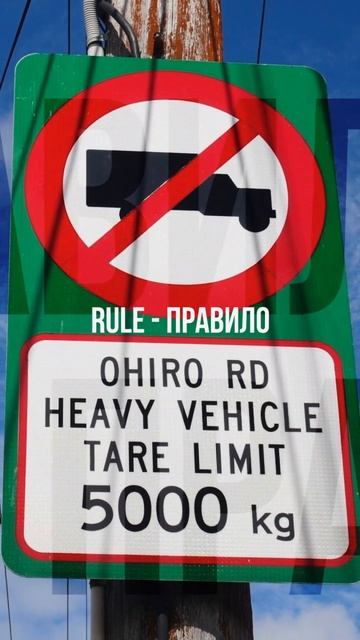 RULE - ПРАВИЛО
OHIRO RD
HEAVY VEHICLE
TARE LIMIT
5000 kg